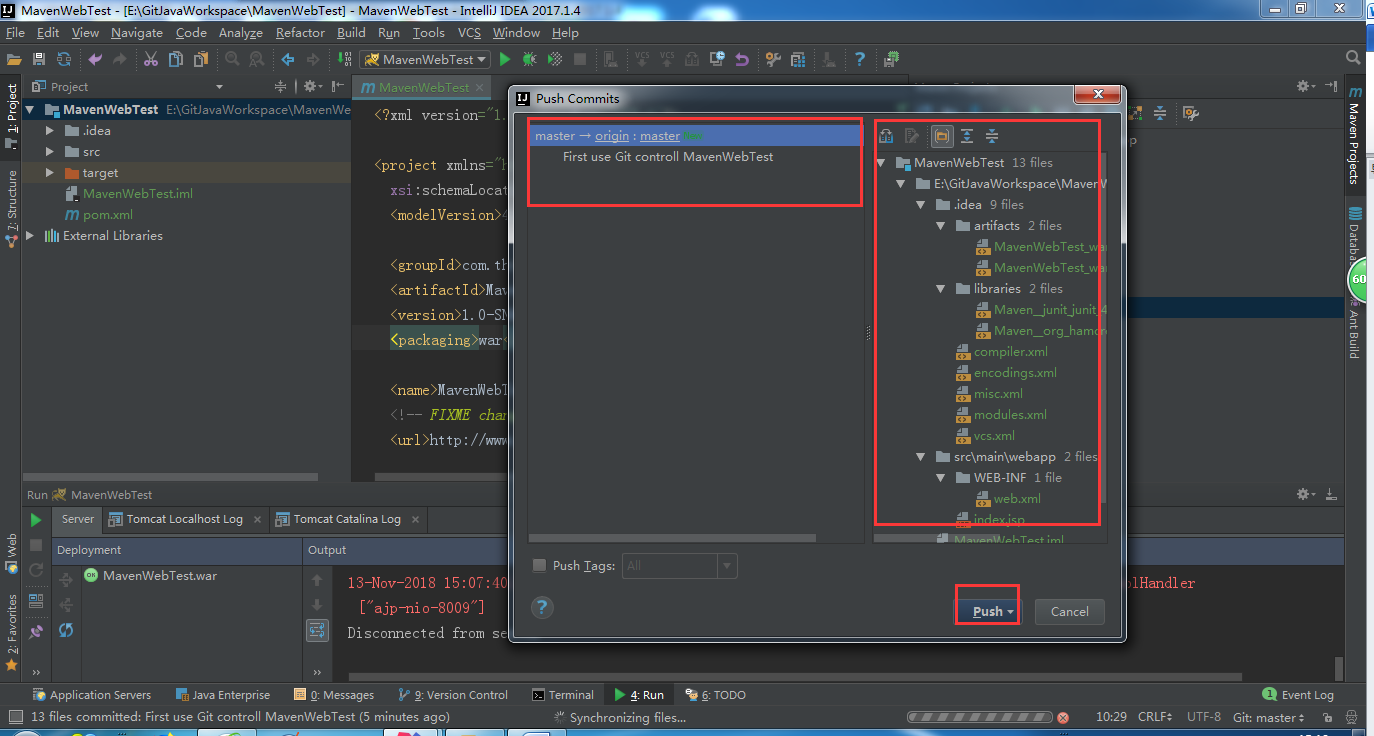 MavenWebTest - [E:\GitJavaWorkspace\MavenWebTest] - MavenWebTest - IntelliJ IDEA 2017.1.4
File Edit View Navigate Code Analyze Refactor Build Run Tools VCS Window Help
MavenWebTest
Project
MavenWebTest
MavenWebTest E:\GitJavaWorkspace\MavenWe
.idea
src
target
MavenWebTest.iml
pom.xml
External Libraries
1: Project
7: Structure
Web
2: Favorites
<?xml version="1.
<project xmlns="h
xsi:schemaLocat
<modelVersion>4
<groupId>com.th
<artifactId>Mav
<version>1.0-SN
<packaging>war<
<name>MavenWebT
<!-- FIXME chan
<url>http://www
Push Commits
master → origin : master
First use Git controll MavenWebTest
MavenWebTest 13 files
E:\GitJavaWorkspace\MavenW
.idea 9 files
artifacts 2 files
MavenWebTest_wa
MavenWebTest_wa
libraries 2 files
Maven__junit_junit_4
Maven__org_hamcre
compiler.xml
encodings.xml
misc.xml
modules.xml
vcs.xml
src\main\webapp 2 files
WEB-INF 1 file
web.xml
index.jsp
MavenWebTest.iml
Push Tags: All
? Push Cancel
Maven Projects
Database
60
Ant Build
Run MavenWebTest
Server Tomcat Localhost Log Tomcat Catalina Log
Deployment Output
MavenWebTest.war
13-Nov-2018 15:07:40
olHandler
["ajp-nio-8009"]
Disconnected from se
Application Servers Java Enterprise 0: Messages 9: Version Control Terminal 4: Run 6: TODO 1 Event Log
13 files committed: First use Git controll MavenWebTest (5 minutes ago) Synchronizing files... 10:29 CRLF UTF-8 Git: master